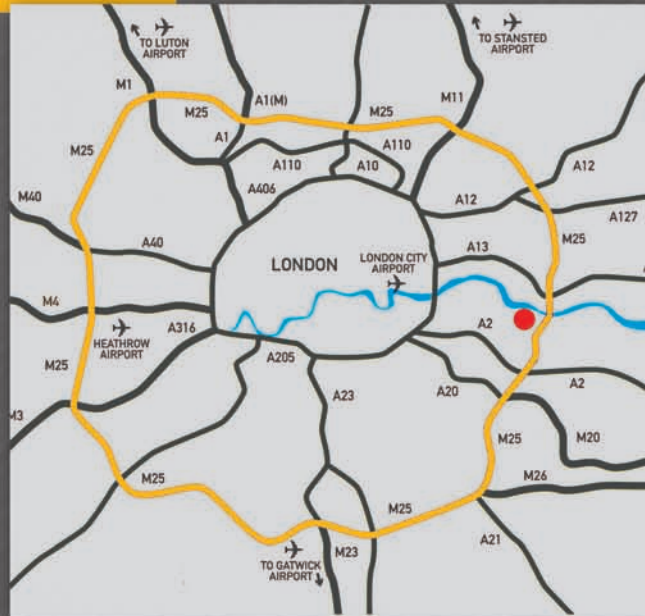 TO LUTON
AIRPORT
TO STANSTED
AIRPORT
M1
M25
A1(M)
M25
M11
A1
A110
A110
A10
M25
A12
A406
A12
M40
A127
A40
M25
A13
LONDON
LONDON CITY
AIRPORT
M4
A316
A2
HEATHROW
AIRPORT
A205
M25
A23
A20
A2
M3
M25
M20
M25
M26
M25
M23
A21
TO GATWICK
AIRPORT